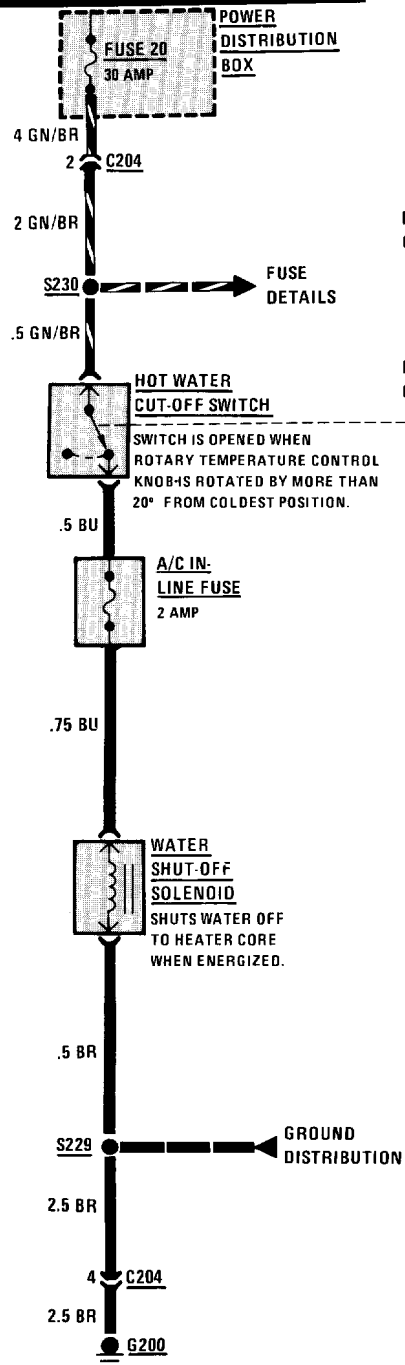 POWER
DISTRIBUTION
BOX
FUSE 20
30 AMP
4 GN/BR
2 C204
2 GN/BR
S230
FUSE
DETAILS
.5 GN/BR
HOT WATER
CUT-OFF SWITCH
SWITCH IS OPENED WHEN
ROTARY TEMPERATURE CONTROL
KNOB IS ROTATED BY MORE THAN
20° FROM COLDEST POSITION.
.5 BU
A/C IN-
LINE FUSE
2 AMP
.75 BU
WATER
SHUT-OFF
SOLENOID
SHUTS WATER OFF
TO HEATER CORE
WHEN ENERGIZED.
.5 BR
S229
GROUND
DISTRIBUTION
2.5 BR
4 C204
2.5 BR
G200